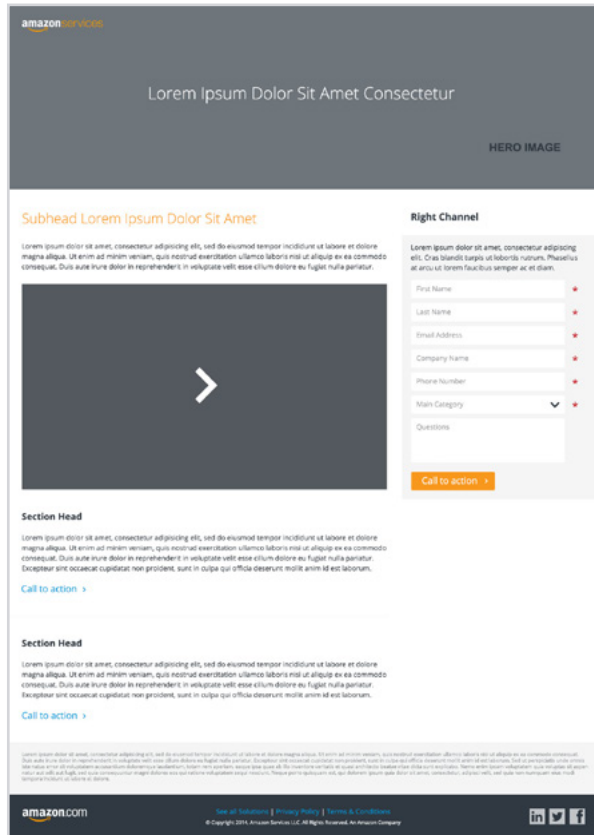 amazonservices
Lorem Ipsum Dolor Sit Amet Consectetur
HERO IMAGE
Subhead Lorem Ipsum Dolor Sit Amet
Lorem ipsum dolor sit amet, consectetur adipisicing elit, sed do eiusmod tempor incididunt ut labore et dolore
magna aliqua. Ut enim ad minim veniam, quis nostrud exercitation ullamco laboris nisi ut aliquip ex ea commodo
consequat. Duis aute irure dolor in reprehenderit in voluptate velit esse cillum dolore eu fugiat nulla pariatur.
Right Channel
Lorem ipsum dolor sit amet, consectetur adipiscing
elit. Cras blandit turpis ut lobortis rutrum. Phasellus
at arcu ut lorem faucibus semper ac et diam.
First Name *
Last Name *
Email Address *
Company Name *
Phone Number *
Main Category *
Questions
Call to action ›
Section Head
Lorem ipsum dolor sit amet, consectetur adipisicing elit, sed do eiusmod tempor incididunt ut labore et dolore
magna aliqua. Ut enim ad minim veniam, quis nostrud exercitation ullamco laboris nisi ut aliquip ex ea commodo
consequat. Duis aute irure dolor in reprehenderit in voluptate velit esse cillum dolore eu fugiat nulla pariatur.
Excepteur sint occaecat cupidatat non proident, sunt in culpa qui officia deserunt mollit anim id est laborum.
Call to action ›
Section Head
Lorem ipsum dolor sit amet, consectetur adipisicing elit, sed do eiusmod tempor incididunt ut labore et dolore
magna aliqua. Ut enim ad minim veniam, quis nostrud exercitation ullamco laboris nisi ut aliquip ex ea commodo
consequat. Duis aute irure dolor in reprehenderit in voluptate velit esse cillum dolore eu fugiat nulla pariatur.
Excepteur sint occaecat cupidatat non proident, sunt in culpa qui officia deserunt mollit anim id est laborum.
Call to action ›
amazon.com
See all Solutions | Privacy Policy | Terms & Conditions
© Copyright 2014, Amazon Services LLC. All Rights Reserved. An Amazon Company
in f